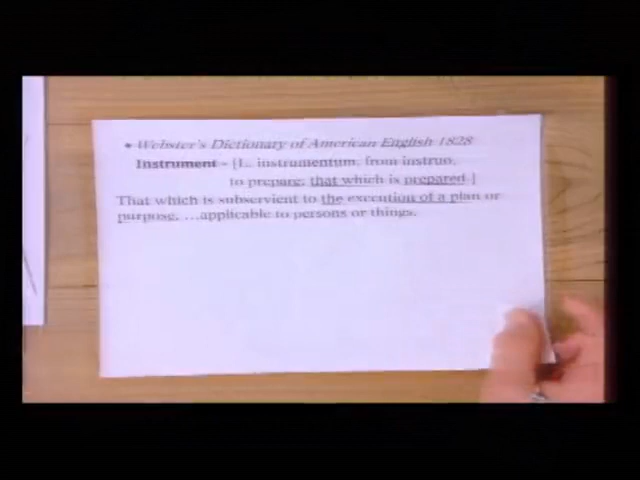 • Webster's Dictionary of American English 1828
Instrument - [L. instrumentum, from instruo,
to prepare; that which is prepared.]
That which is subservient to the execution of a plan or
purpose, ...applicable to persons or things.